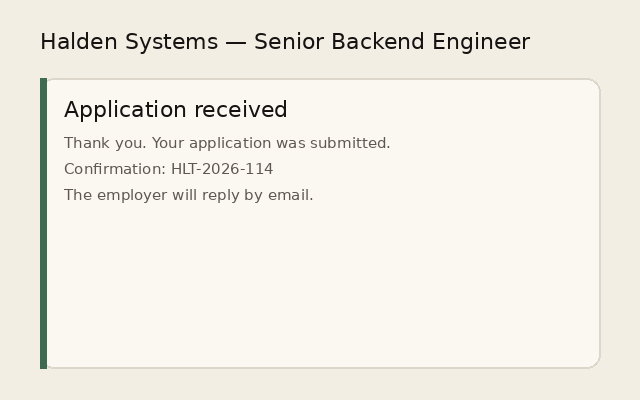 Halden Systems — Senior Backend Engineer
Application received
Thank you. Your application was submitted.
Confirmation: HLT-2026-114
The employer will reply by email.